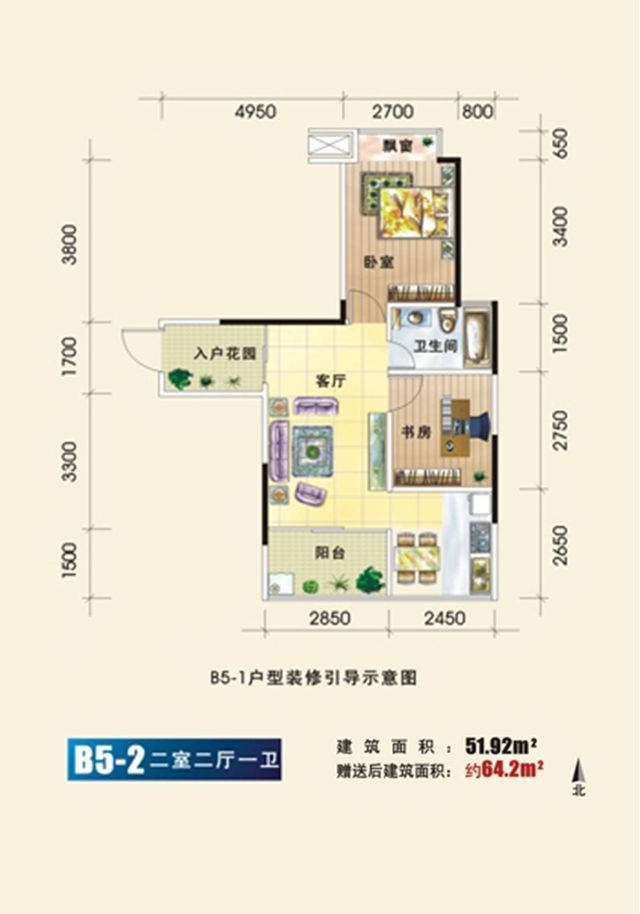 4950 2700 800
飘窗
650
3800
3400
卧室
1500
卫生间
1700
入户花园
客厅
2750
书房
3300
2650
1500
阳台
2850 2450
B5-1户型装修引导示意图
B5-2 二室二厅一卫
建筑面积：51.92m²
赠送后建筑面积：约64.2m²
北